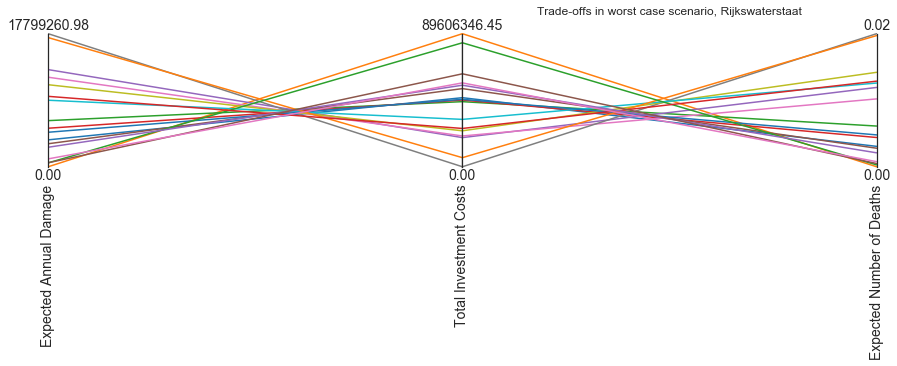 Trade-offs in worst case scenario, Rijkswaterstaat
17799260.98
89606346.45
0.02
0.00
0.00
0.00
Expected Annual Damage
Total Investment Costs
Expected Number of Deaths